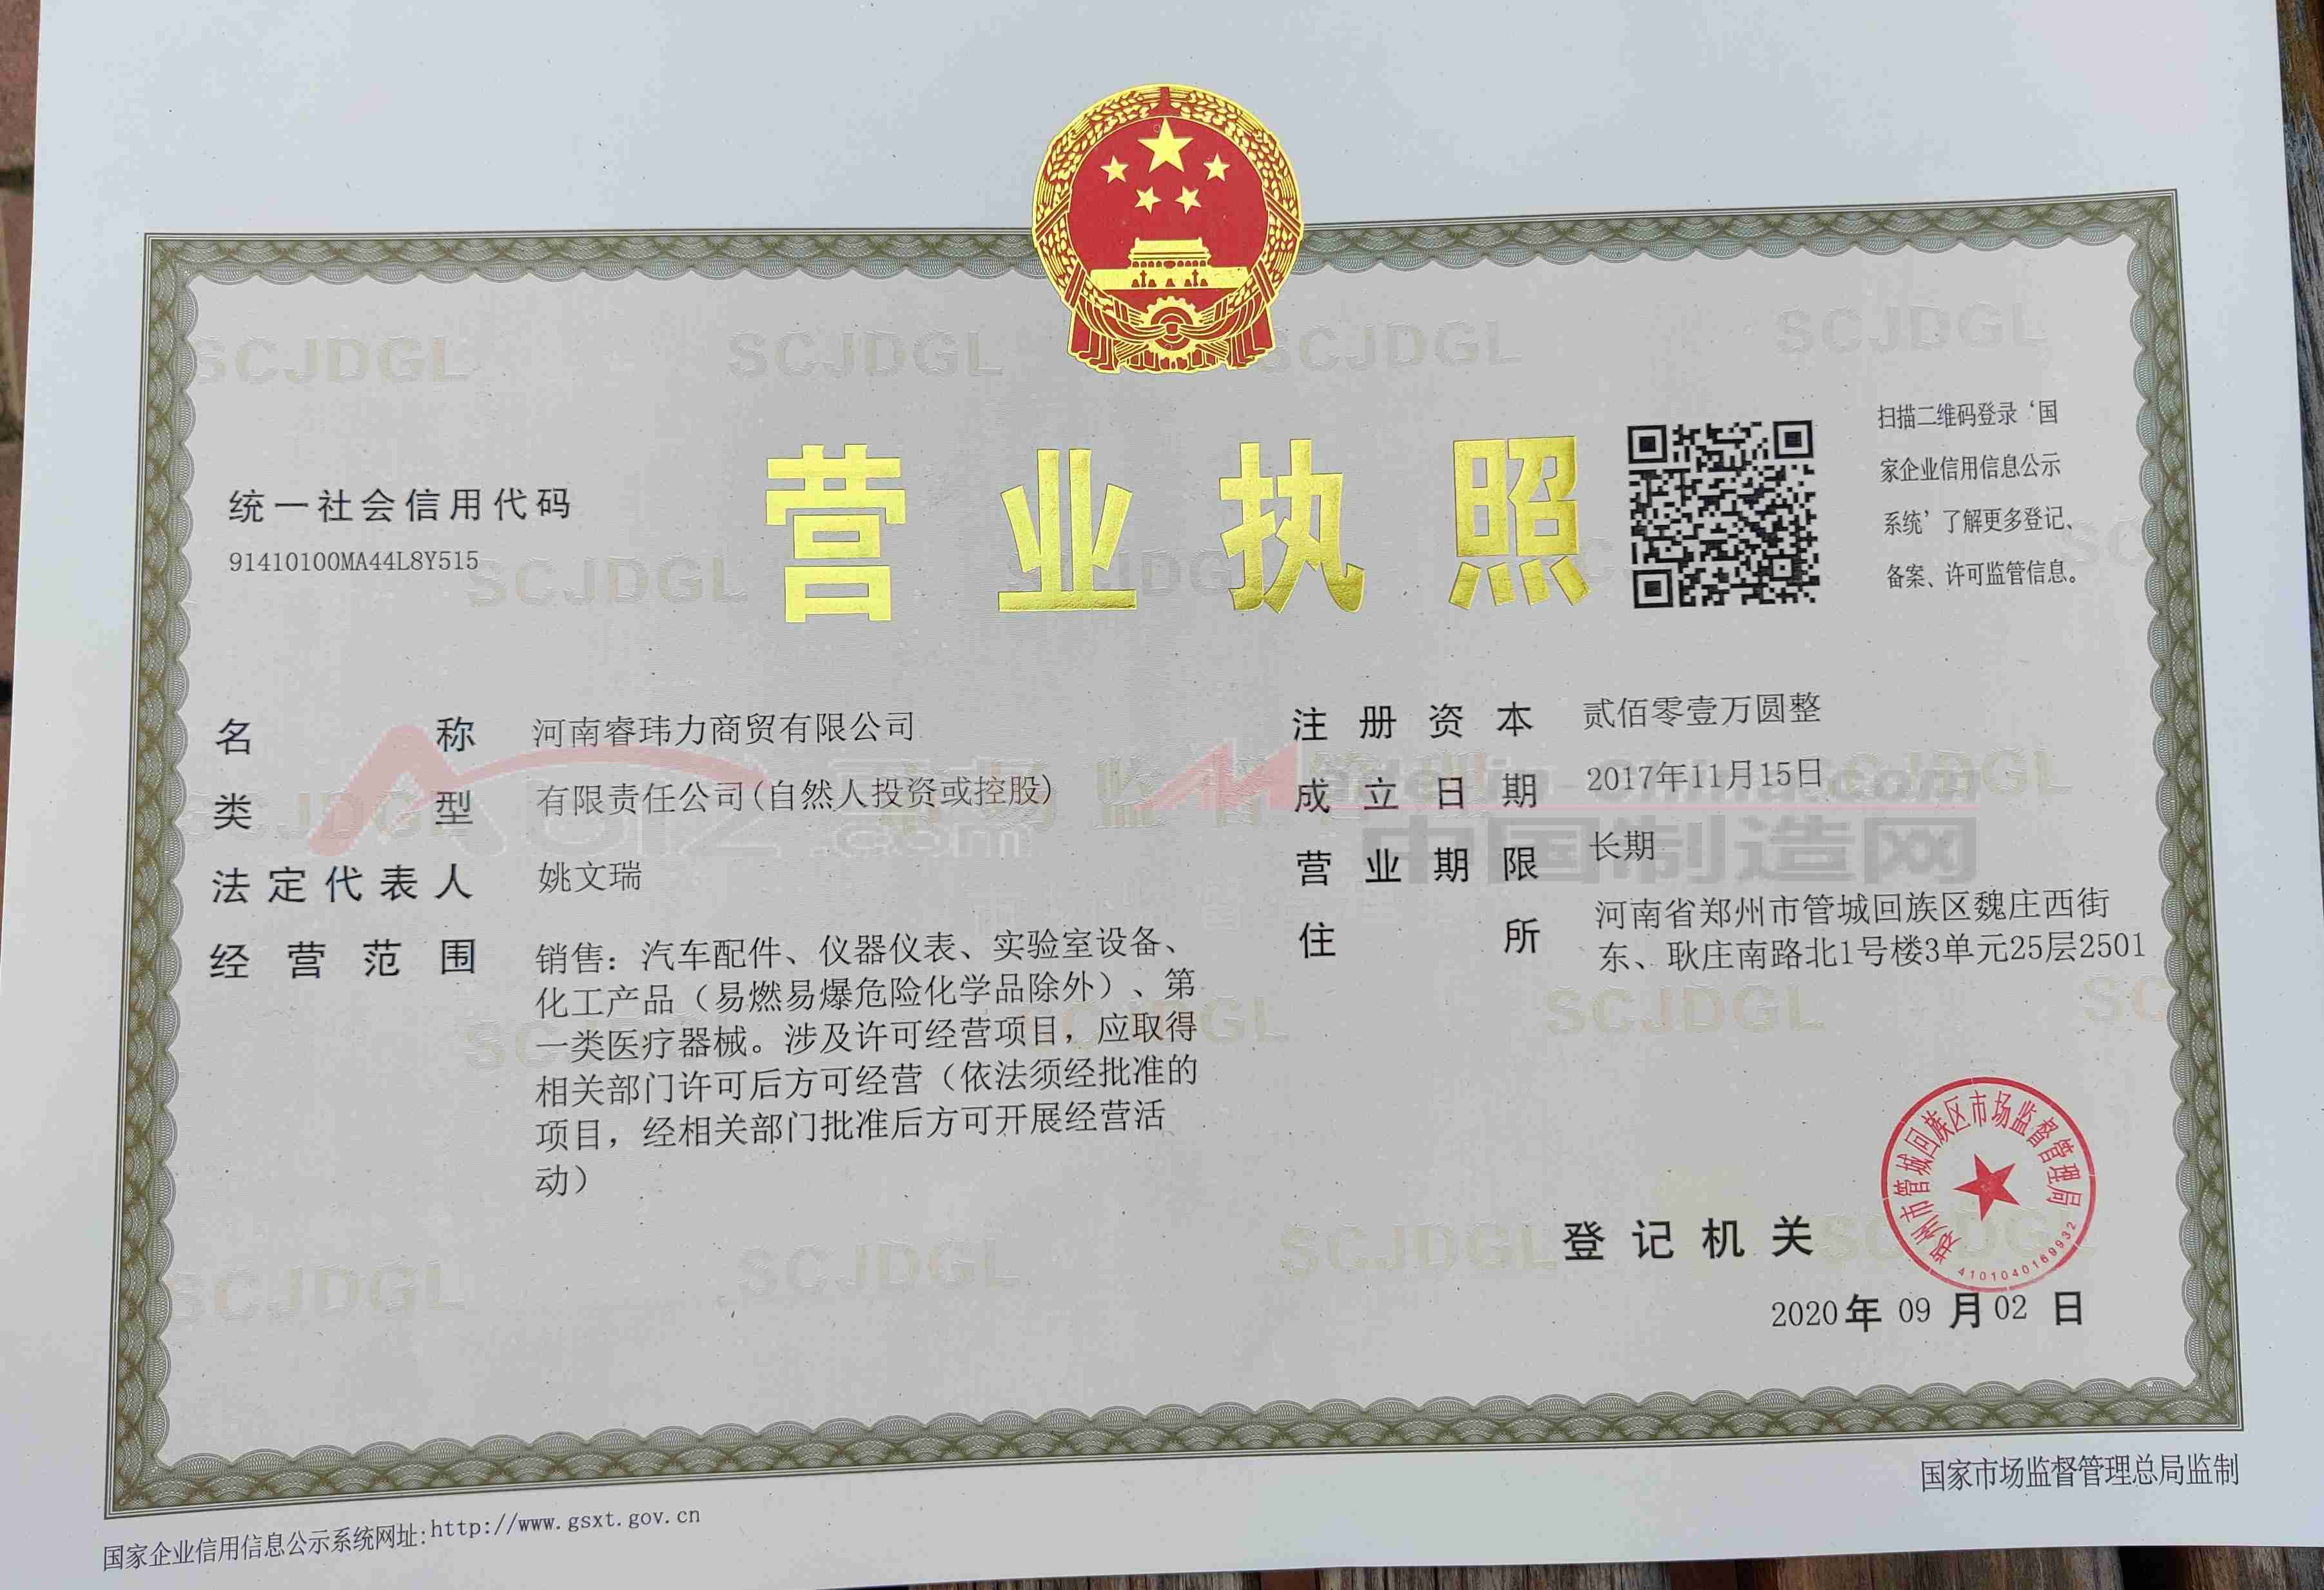 SCJDGL SCJDGL SCJDGL SCJDGL
营业执照
扫描二维码登录‘国
家企业信用信息公示
系统’了解更多登记、
备案、许可监管信息。
统一社会信用代码
91410100MA44L8Y515
SCJDGL
名称 河南睿玮力商贸有限公司
类型 有限责任公司(自然人投资或控股)
法定代表人 姚文瑞
经营范围 销售：汽车配件、仪器仪表、实验室设备、
化工产品（易燃易爆危险化学品除外）、第
一类医疗器械。涉及许可经营项目，应取得
相关部门许可后方可经营（依法须经批准的
项目，经相关部门批准后方可开展经营活
动）
注册资本 贰佰零壹万圆整
成立日期 2017年11月15日
营业期限 长期
住所 河南省郑州市管城回族区魏庄西街
东、耿庄南路北1号楼3单元25层2501
Made-in-China.com
中国制造网
SCJDGL
SCJDGL SCJDGL SCJDGL
登记机关
郑州市管城回族区市场监督管理局
4101040169932
2020年09月02日
国家市场监督管理总局监制
国家企业信用信息公示系统网址:http://www.gsxt.gov.cn